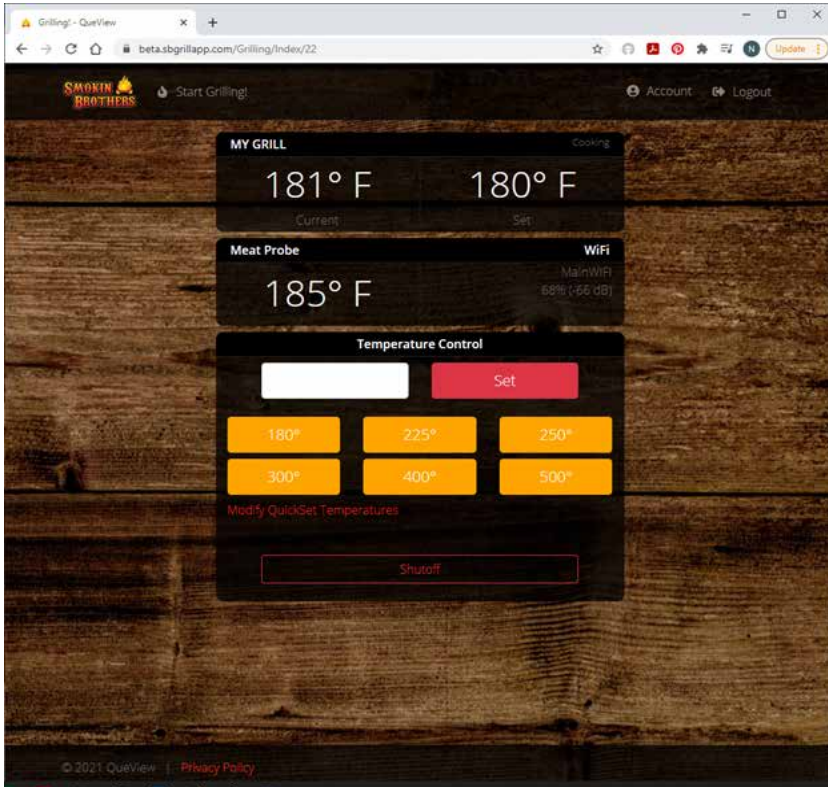 Grilling! - QueView
beta.sbgrillapp.com/Grilling/Index/22
N
Update
SMOKIN
BROTHERS
Start Grilling!
Account
Logout
MY GRILL
Cooking
181° F
180° F
Current
Set
Meat Probe
WiFi
185° F
MainWIFI
68% (-66 dB)
Temperature Control
Set
180°
225°
250°
300°
400°
500°
Modify QuickSet Temperatures
Shutoff
© 2021 QueView | Privacy Policy